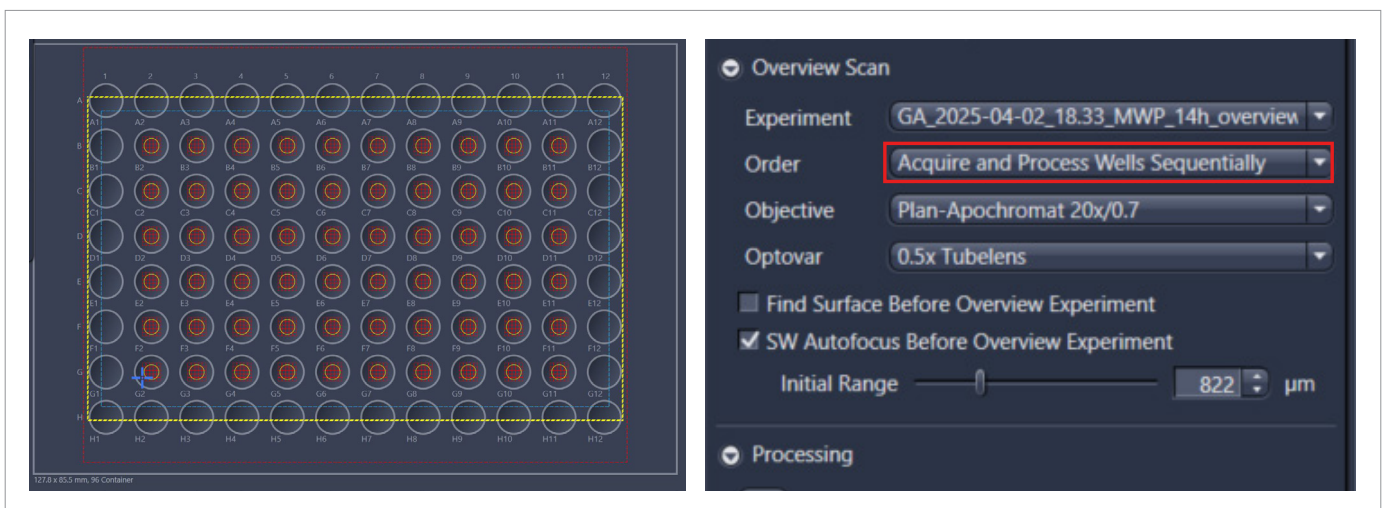 1 2 3 4 5 6 7 8 9 10 11 12
A
A1 A2 A3 A4 A5 A6 A7 A8 A9 A10 A11 A12
B
B1 B2 B3 B4 B5 B6 B7 B8 B9 B10 B11 B12
C
C1 C2 C3 C4 C5 C6 C7 C8 C9 C10 C11 C12
D
D1 D2 D3 D4 D5 D6 D7 D8 D9 D10 D11 D12
E
E1 E2 E3 E4 E5 E6 E7 E8 E9 E10 E11 E12
F
F1 F2 F3 F4 F5 F6 F7 F8 F9 F10 F11 F12
G
G1 G2 G3 G4 G5 G6 G7 G8 G9 G10 G11 G12
H
H1 H2 H3 H4 H5 H6 H7 H8 H9 H10 H11 H12
127.8 x 85.5 mm, 96 Container
Overview Scan
Experiment GA_2025-04-02_18.33_MWP_14h_overview
Order Acquire and Process Wells Sequentially
Objective Plan-Apochromat 20x/0.7
Optovar 0.5x Tubelens
Find Surface Before Overview Experiment
SW Autofocus Before Overview Experiment
Initial Range 822 µm
Processing